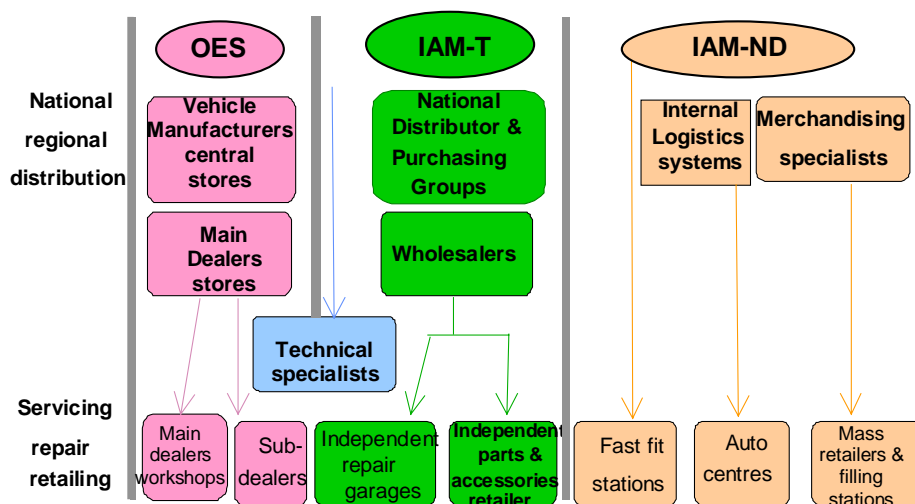 OES
IAM-T
IAM-ND
National
regional
distribution
Vehicle
Manufacturers
central
stores
National
Distributor &
Purchasing
Groups
Internal
Logistics
systems
Merchandising
specialists
Main
Dealers
stores
Wholesalers
Technical
specialists
Servicing
repair
retailing
Main
dealers
workshops
Sub-
dealers
Independent
repair
garages
Independent
parts &
accessories
retailer
Fast fit
stations
Auto
centres
Mass
retailers &
filling
stations